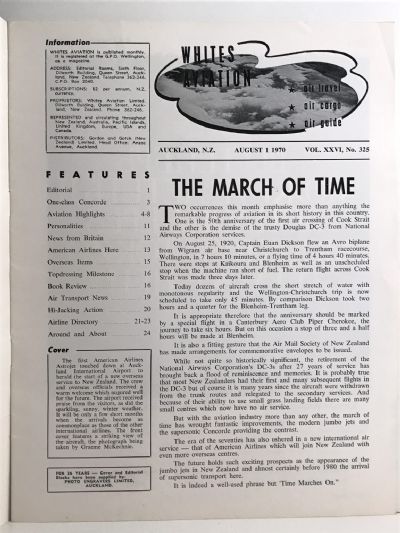 Information
WHITES AVIATION is published monthly.
It is registered at the G.P.O. Wellington,
as a magazine.
ADDRESS: Editorial Rooms, Sixth Floor,
Dilworth Building, Queen Street, Auck-
land, New Zealand. Telephone 362-248.
C.P.O. Box 2040.
SUBSCRIPTIONS: $2 per annum, N.Z.
currency.
PROPRIETORS: Whites Aviation Limited,
Dilworth Building, Queen Street, Auck-
land, New Zealand. Phone 362-248.
REPRESENTED and circulating throughout
New Zealand, Australia, Pacific Islands,
United Kingdom, Europe, USA and
Canada.
DISTRIBUTORS: Gordon and Gotch (New
Zealand) Limited, Head Office: Anzac
Avenue, Auckland.
FEATURES
Editorial 1
One-class Concorde 3
Aviation Highlights 4-8
Personalities 11
News from Britain 12
American Airlines Here 13
Overseas Items 15
Topdressing Milestone 16
Book Review 16
Air Transport News 19
Hi-Jacking Action 20
Airline Directory 21-23
Around and About 24
Cover
The first American Airlines
Astrojet touched down at Auck-
land International Airport to
herald the start of a new overseas
service to New Zealand. The crew
and overseas officials received a
warm welcome which augured well
for the future. The airport received
praise from the visitors, as did the
sparkling, sunny, winter weather.
It will be only a few short months
when the arrivals become as
commonplace as those of the other
international airlines. The front
cover features a striking view of
the aircraft, the photograph being
taken by Graeme McKechnie.
FOR 26 YEARS — Cover and Editorial
Blocks have been supplied by:
PHOTO ENGRAVERS LIMITED,
AUCKLAND.
WHITES
AVIATION
★ air travel
★ air cargo
★ air guide
AUCKLAND, N.Z. AUGUST 1 1970 VOL. XXVI, No. 325
THE MARCH OF TIME
TWO occurrences this month emphasise more than anything the
remarkable progress of aviation in its short history in this country.
One is the 50th anniversary of the first air crossing of Cook Strait
and the other is the demise of the trusty Douglas DC-3 from National
Airways Corporation services.
On August 25, 1920, Captain Euan Dickson flew an Avro biplane
from Wigram air base near Christchurch to Trentham racecourse,
Wellington, in 7 hours 10 minutes, or a flying time of 4 hours 40 minutes.
There were stops at Kaikoura and Blenheim as well as an unscheduled
stop when the machine ran short of fuel. The return flight across Cook
Strait was made three days later.
Today dozens of aircraft cross the short stretch of water with
monotonous regularity and the Wellington-Christchurch trip is now
scheduled to take only 45 minutes. By comparison Dickson took two
hours and a quarter for the Blenheim-Trentham leg.
It is appropriate therefore that the anniversary should be marked
by a special flight in a Canterbury Aero Club Piper Cherokee, the
journey to take six hours. But on this occasion a stop of three and a half
hours will be made at Blenheim.
It is also a fitting gesture that the Air Mail Society of New Zealand
has made arrangements for commemorative envelopes to be issued.
While not quite so historically significant, the retirement of the
National Airways Corporation's DC-3s after 27 years of service has
brought back a flood of reminiscences and memories. It is probably true
that most New Zealanders had their first and many subsequent flights in
the DC-3 but of course it is many years since the aircraft were withdrawn
from the trunk routes and relegated to the secondary services. And
because of their ability to use small grass landing fields there are many
small centres which now have no air service.
But with the aviation industry more than any other, the march of
time has wrought fantastic improvements, the modern jumbo jets and
the supersonic Concorde providing the contrast.
The era of the seventies has also ushered in a new international air
service — that of American Airlines which will join New Zealand with
even more overseas centres.
The future holds such exciting prospects as the appearance of the
jumbo jets in New Zealand and almost certainly before 1980 the arrival
of supersonic transport here.
It is indeed a well-gressed phrase but 'Time Marches On."